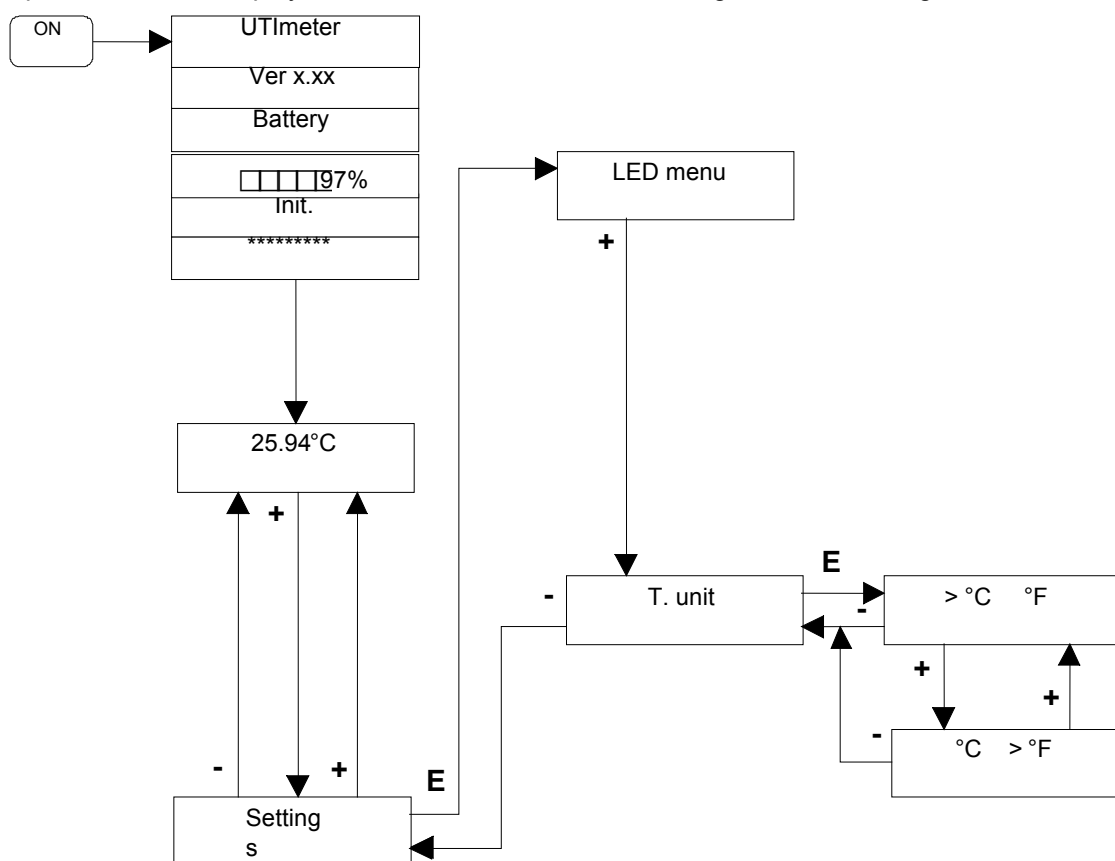 ON
UTImeter
Ver x.xx
Battery
97%
Init.
*********
LED menu
+
25.94°C
+
E
- T. unit
> °C °F
-
+
+
- +
E
-
°C > °F
Setting
s